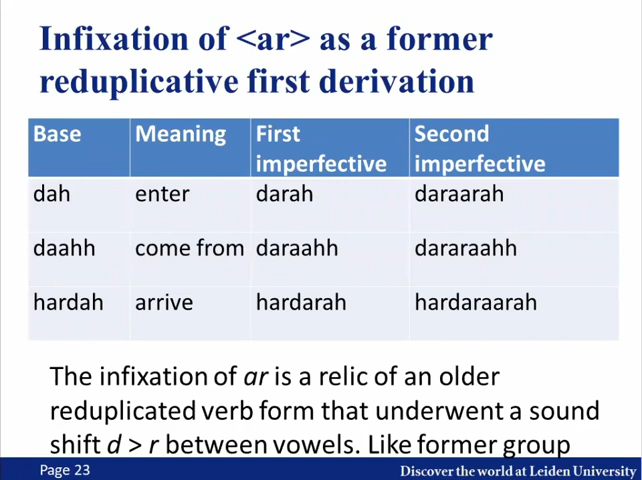 Infixation of <ar> as a former
reduplicative first derivation
Base Meaning First imperfective Second imperfective
dah enter darah daraarah
daahh come from daraahh dararaahh
hardah arrive hardarah hardaraarah
The infixation of ar is a relic of an older
reduplicated verb form that underwent a sound
shift d > r between vowels. Like former group
Page 23 Discover the world at Leiden University